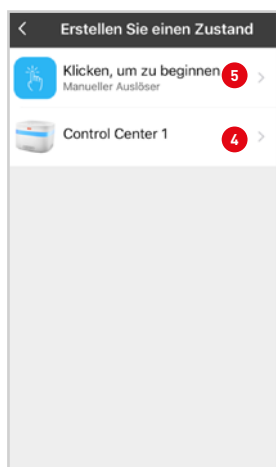 Erstellen Sie einen Zustand
Klicken, um zu beginnen 5
Manueller Auslöser
Control Center 1 4